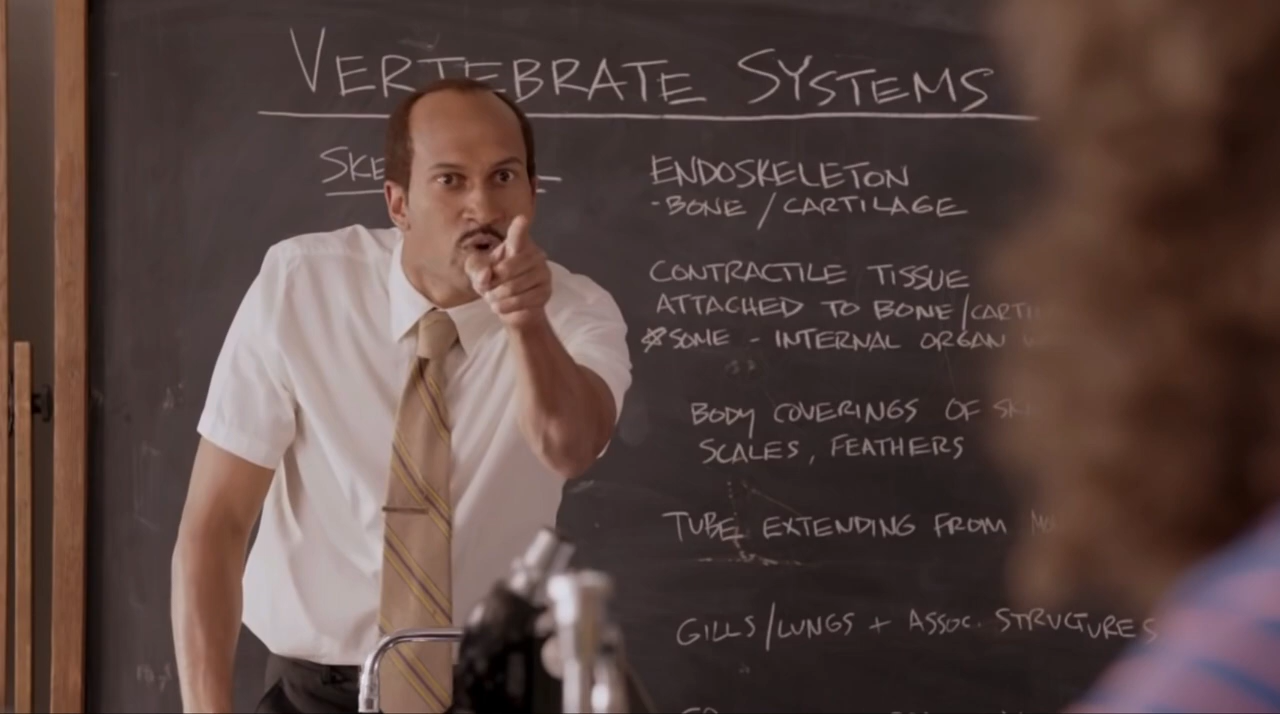 VERTEBRATE SYSTEMS
ENDOSKELETON
-BONE / CARTILAGE
CONTRACTILE TISSUE
ATTACHED TO BONE/CARTI
*SOME - INTERNAL ORGAN
BODY COVERINGS OF
SCALES, FEATHERS
TUBE EXTENDING FROM
GILLS/LUNGS + ASSOC. STRUCTURES